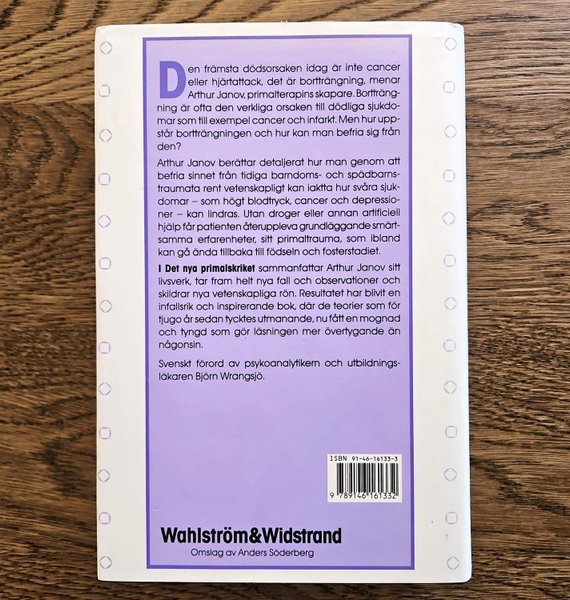 Den främsta dödsorsaken idag är inte cancer
eller hjärtattack, det är bortträngning, menar
Arthur Janov, primalterapins skapare. Bortträng-
ning är ofta den verkliga orsaken till dödliga sjukdo-
mar som till exempel cancer och infarkt. Men hur upp-
står bortträngningen och hur kan man befria sig från
den?
Arthur Janov berättar detaljerat hur man genom att
befria sinnet från tidiga barndoms- och spädbarns-
traumata rent vetenskapligt kan iaktta hur svåra sjuk-
domar – som högt blodtryck, cancer och depressio-
ner – kan lindras. Utan droger eller annan artificiell
hjälp får patienten återuppleva grundläggande smärt-
samma erfarenheter, sitt primaltrauma, som ibland
kan gå ända tillbaka till födseln och fosterstadiet.
I Det nya primalskriket sammanfattar Arthur Janov sitt
livsverk, tar fram helt nya fall och observationer och
skildrar nya vetenskapliga rön. Resultatet har blivit en
infallsrik och inspirerande bok, där de teorier som för
tjugo år sedan tycktes utmanande, nu fått en mognad
och tyngd som gör läsningen mer övertygande än
någonsin.
Svenskt förord av psykoanalytikern och utbildnings-
läkaren Björn Wrangsjö.
ISBN 91-46-16133-3
9 789146 161332
Wahlström&Widstrand
Omslag av Anders Söderberg